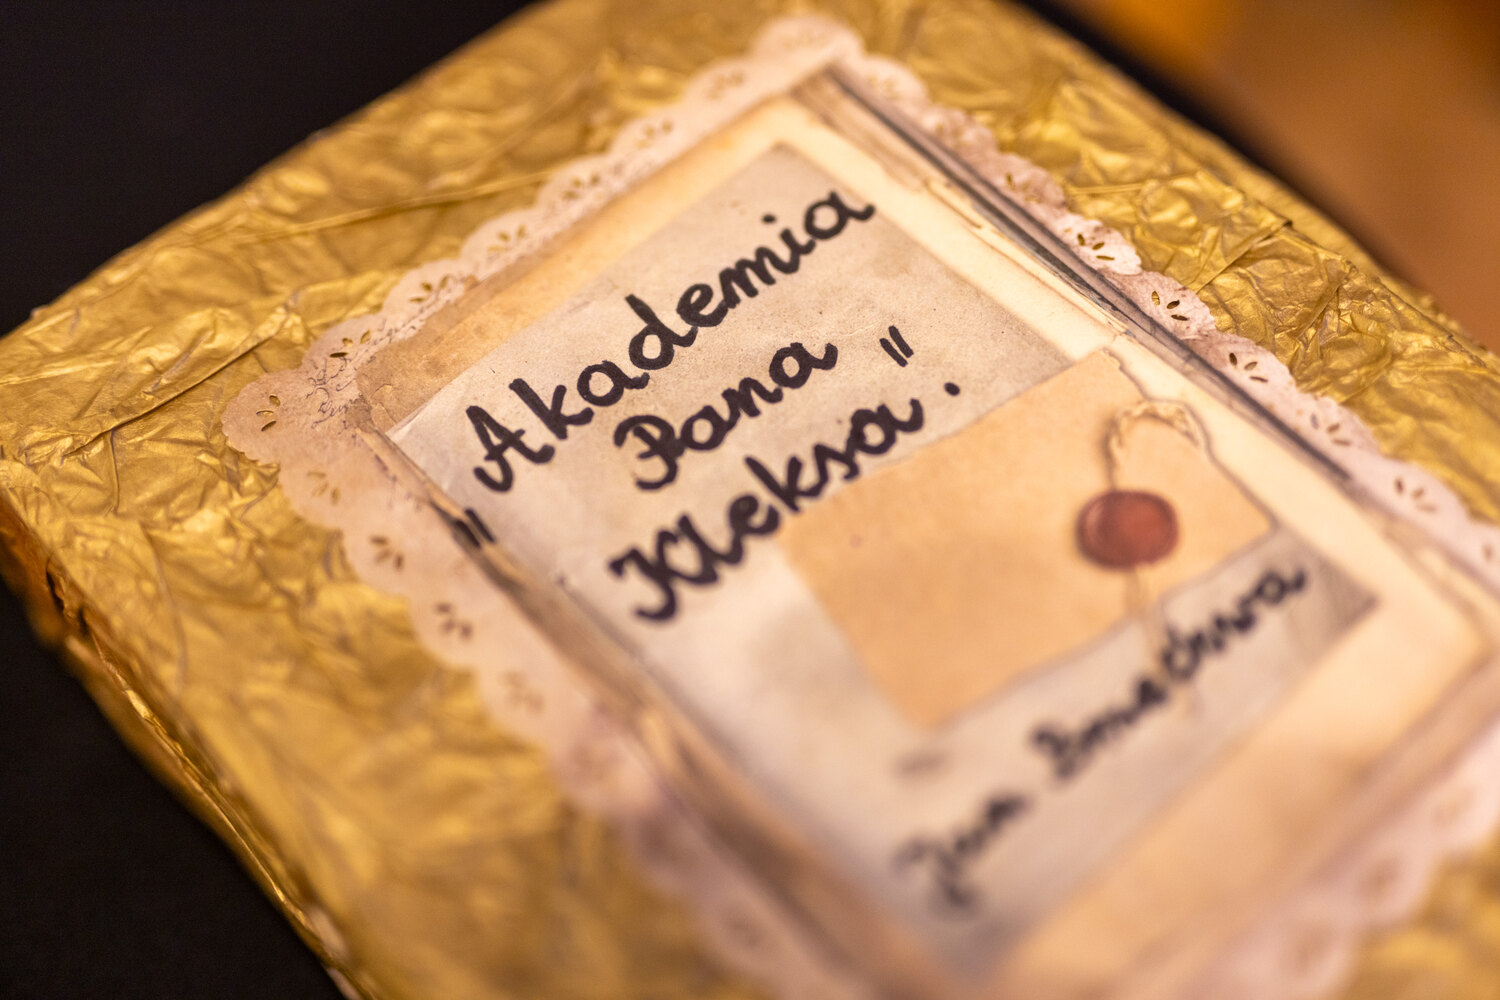 „Akademia
Pana
Kleksa".
Jan Brzechwa